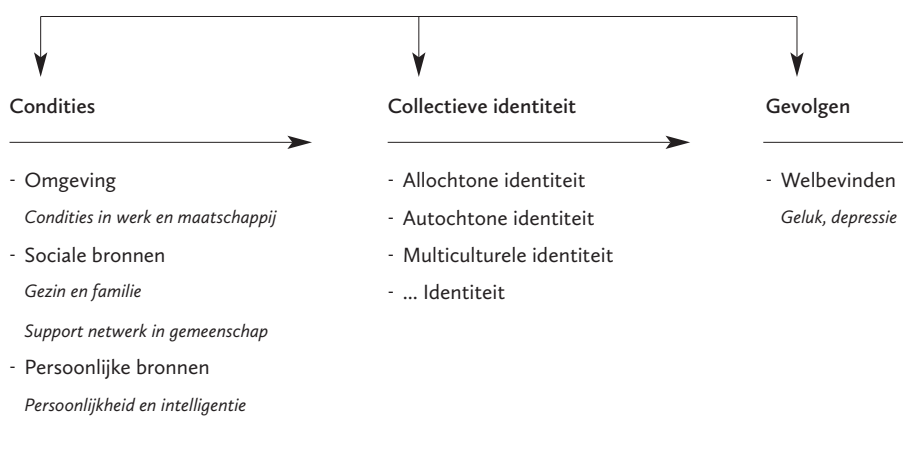 Condities
- Omgeving
Condities in werk en maatschappij
- Sociale bronnen
Gezin en familie
Support netwerk in gemeenschap
- Persoonlijke bronnen
Persoonlijkheid en intelligentie
Collectieve identiteit
- Allochtone identiteit
- Autochtone identiteit
- Multiculturele identiteit
- ... Identiteit
Gevolgen
- Welbevinden
Geluk, depressie